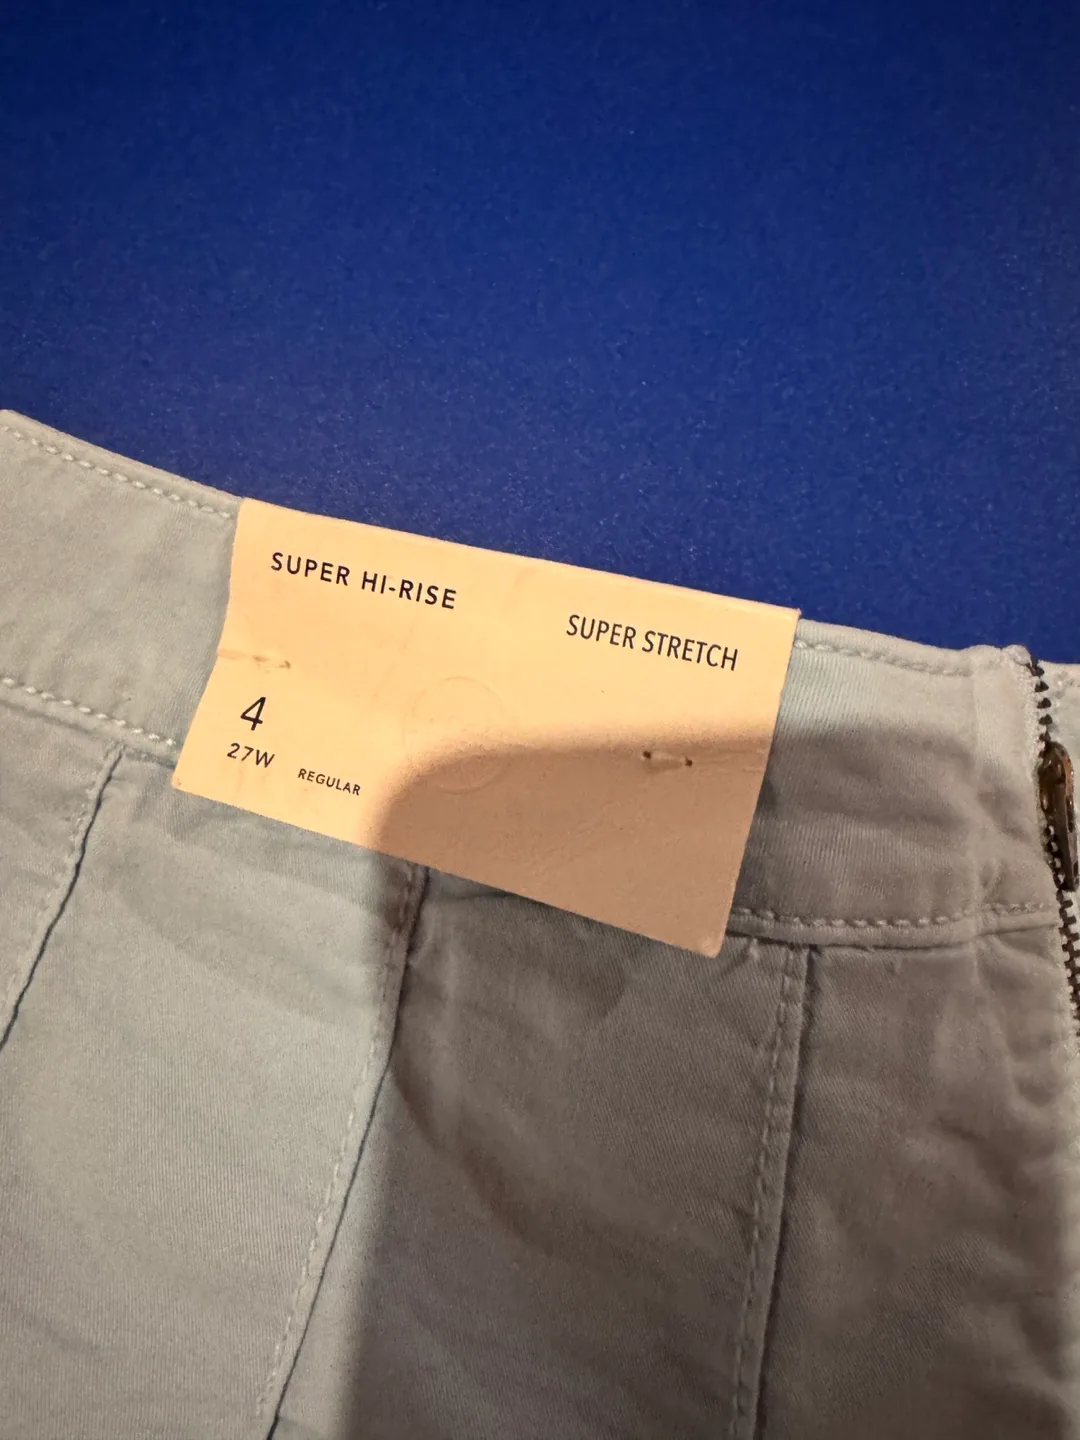 SUPER HI-RISE
SUPER STRETCH
4
27W
REGULAR